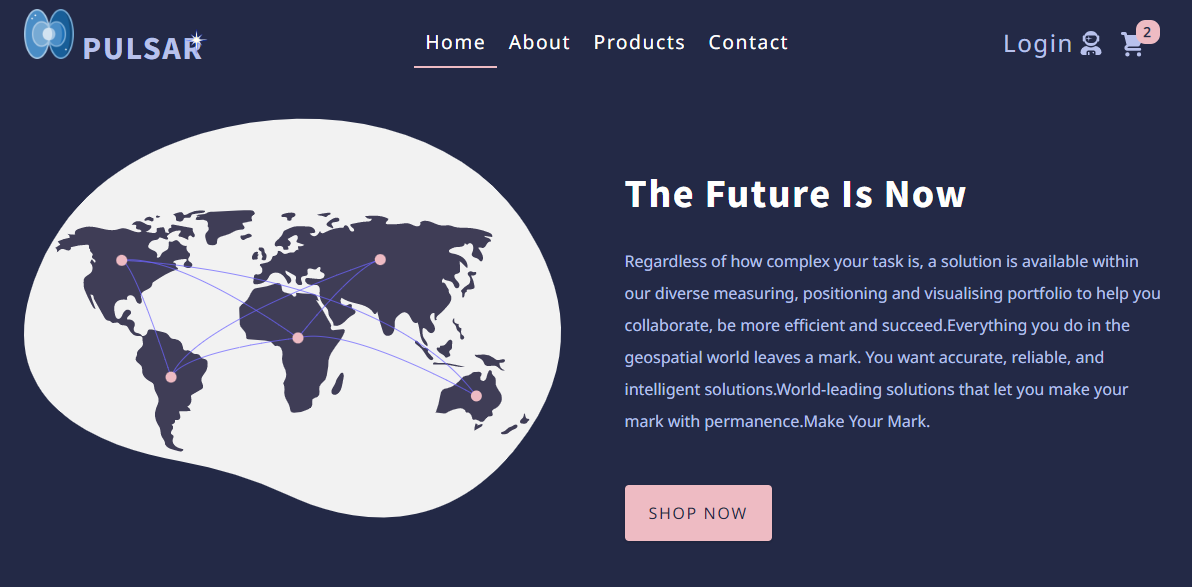 PULSAR
Home About Products Contact
Login 2
The Future Is Now
Regardless of how complex your task is, a solution is available within
our diverse measuring, positioning and visualising portfolio to help you
collaborate, be more efficient and succeed.Everything you do in the
geospatial world leaves a mark. You want accurate, reliable, and
intelligent solutions.World-leading solutions that let you make your
mark with permanence.Make Your Mark.
SHOP NOW